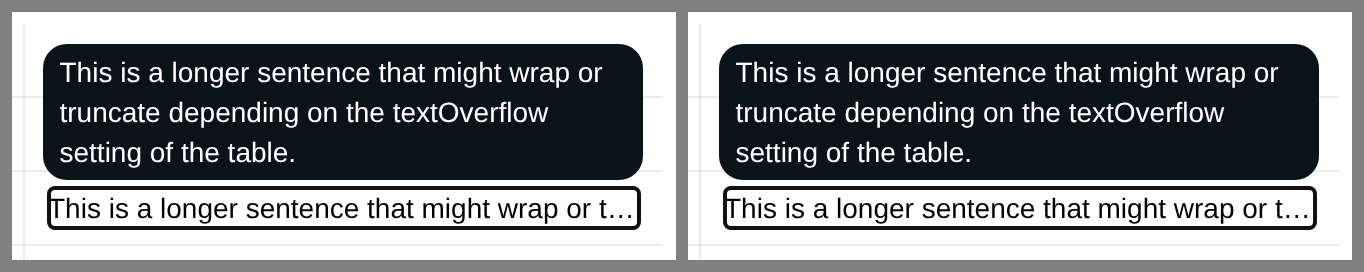 This is a longer sentence that might wrap or
truncate depending on the textOverflow
setting of the table.
This is a longer sentence that might wrap or t…
This is a longer sentence that might wrap or
truncate depending on the textOverflow
setting of the table.
This is a longer sentence that might wrap or t…